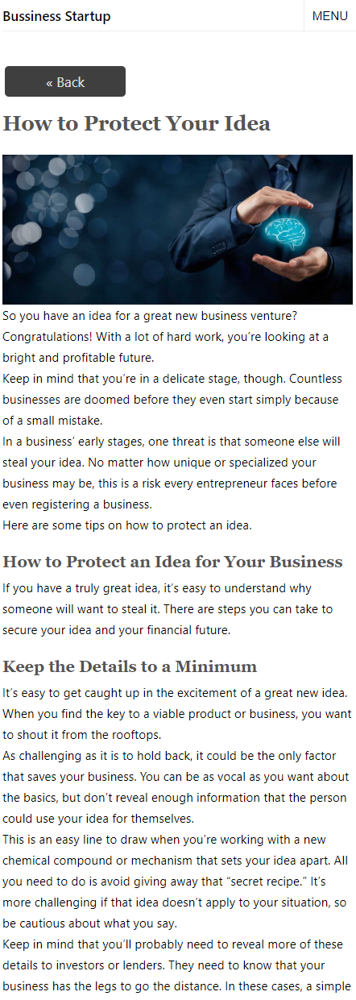 Bussiness Startup
MENU
« Back
How to Protect Your Idea
So you have an idea for a great new business venture?
Congratulations! With a lot of hard work, you’re looking at a
bright and profitable future.
Keep in mind that you’re in a delicate stage, though. Countless
businesses are doomed before they even start simply because
of a small mistake.
In a business’ early stages, one threat is that someone else will
steal your idea. No matter how unique or specialized your
business may be, this is a risk every entrepreneur faces before
even registering a business.
Here are some tips on how to protect an idea.
How to Protect an Idea for Your Business
If you have a truly great idea, it’s easy to understand why
someone will want to steal it. There are steps you can take to
secure your idea and your financial future.
Keep the Details to a Minimum
It’s easy to get caught up in the excitement of a great new idea.
When you find the key to a viable product or business, you want
to shout it from the rooftops.
As challenging as it is to hold back, it could be the only factor
that saves your business. You can be as vocal as you want about
the basics, but don’t reveal enough information that the person
could use your idea for themselves.
This is an easy line to draw when you’re working with a new
chemical compound or mechanism that sets your idea apart. All
you need to do is avoid giving away that “secret recipe.” It’s
more challenging if that idea doesn’t apply to your situation, so
be cautious about what you say.
Keep in mind that you’ll probably need to reveal more of these
details to investors or lenders. They need to know that your
business has the legs to go the distance. In these cases, a simple